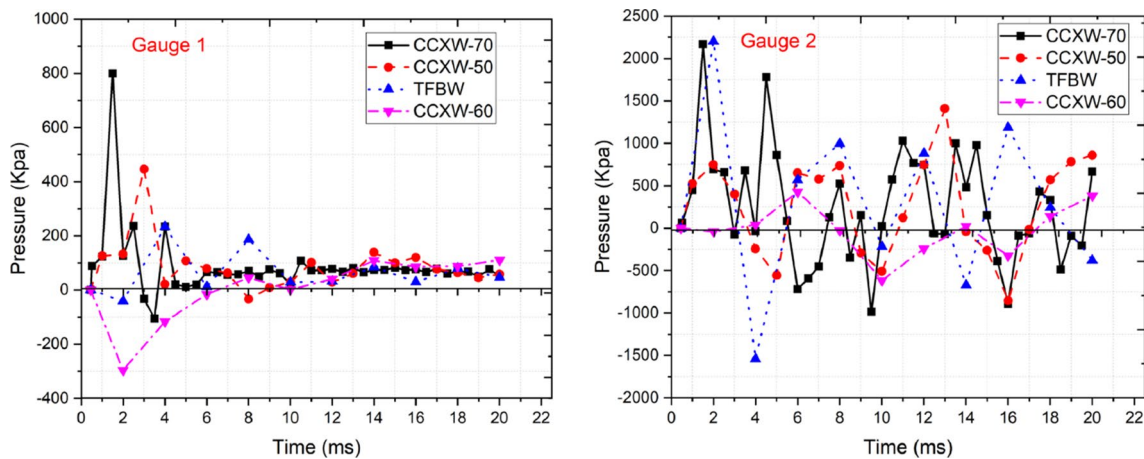 Gauge 1
CCXW-70
CCXW-50
TFBW
CCXW-60
1000
800
600
400
200
0
-200
-400
Pressure (Kpa)
0 2 4 6 8 10 12 14 16 18 20 22
Time (ms)
Gauge 2
CCXW-70
CCXW-50
TFBW
CCXW-60
2500
2000
1500
1000
500
0
-500
-1000
-1500
-2000
Pressure (Kpa)
0 2 4 6 8 10 12 14 16 18 20 22
Time (ms)